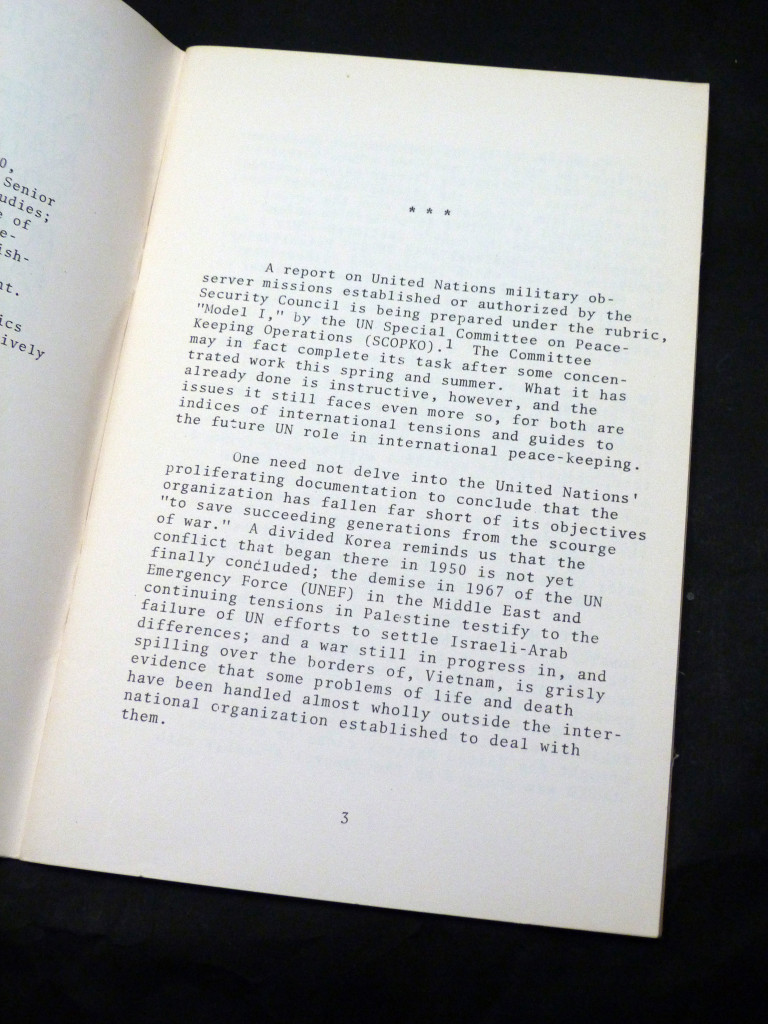 0,
Senior
udies;
e of
e-
ish-
nt.
ics
ively
* * *
A report on United Nations military ob-
server missions established or authorized by the
Security Council is being prepared under the rubric,
"Model I," by the UN Special Committee on Peace-
Keeping Operations (SCOPKO).1 The Committee
may in fact complete its task after some concen-
trated work this spring and summer. What it has
already done is instructive, however, and the
issues it still faces even more so, for both are
indices of international tensions and guides to
the future UN role in international peace-keeping.
One need not delve into the United Nations'
proliferating documentation to conclude that the
organization has fallen far short of its objectives
"to save succeeding generations from the scourge
of war." A divided Korea reminds us that the
conflict that began there in 1950 is not yet
finally concluded; the demise in 1967 of the UN
Emergency Force (UNEF) in the Middle East and
continuing tensions in Palestine testify to the
failure of UN efforts to settle Israeli-Arab
differences; and a war still in progress in, and
spilling over the borders of, Vietnam, is grisly
evidence that some problems of life and death
have been handled almost wholly outside the inter-
national organization established to deal with
them.
3